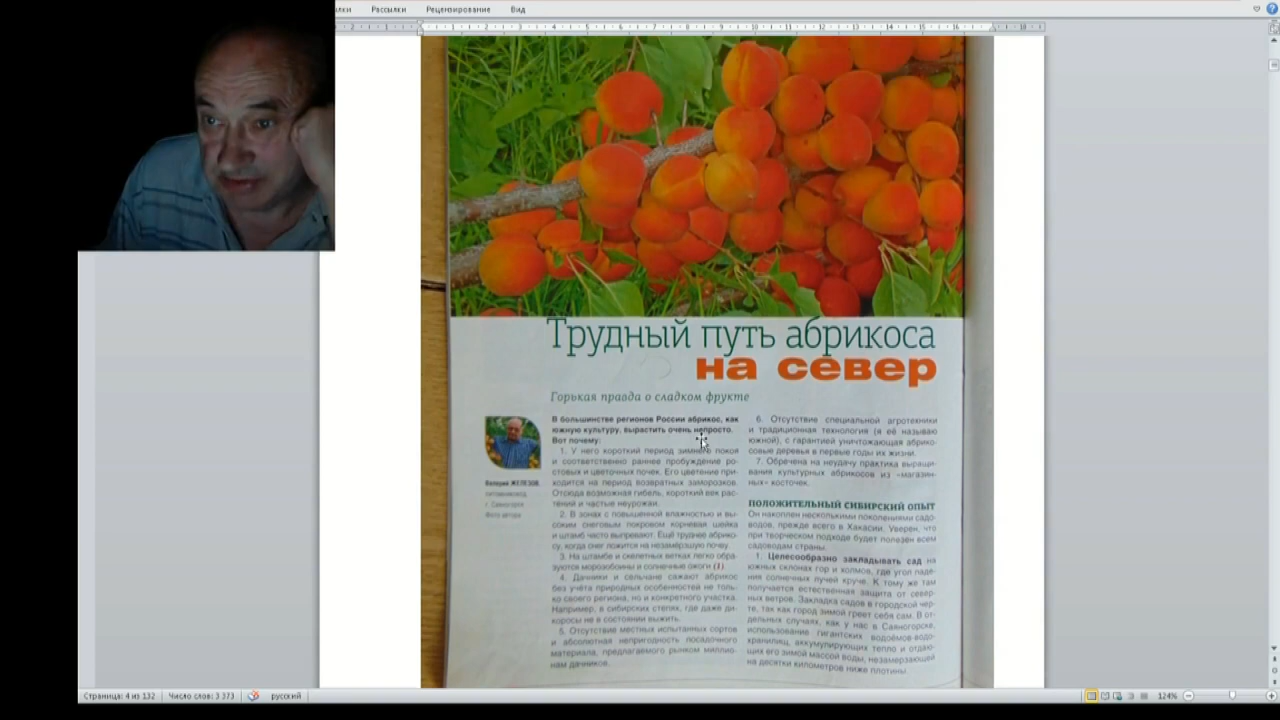 Рассылки Рецензирование Вид
Трудный путь абрикоса
на север
Горькая правда о сладком фрукте
В большинстве регионов России абрикос, как
южную культуру, вырастить очень непросто.
Вот почему:
1. У него короткий период зимнего покоя
и соответственно раннее пробуждение ро-
стовых и цветочных почек. Его цветение при-
ходится на период возвратных заморозков.
Отсюда возможная гибель, короткий век рас-
тений и частые неурожаи.
2. В зонах с повышенной влажностью и вы-
соким снеговым покровом корневая шейка
и штамб часто выпревают. Ещё труднее абрико-
су, когда снег ложится на незамёрзшую почву.
3. На штамбе и скелетных ветках легко обра-
зуются морозобоины и солнечные ожоги (1).
4. Дачники и сельчане сажают абрикос
без учёта природных особенностей не толь-
ко своего региона, но и конкретного участка.
Например, в сибирских степях, где даже ди-
коросы не в состоянии выжить.
5. Отсутствие местных испытанных сортов
и абсолютная непригодность посадочного
материала, предлагаемого рынком миллио-
нам дачников.
Валерий ЖЕЛЕЗОВ,
г. Саяногорск
Фото автора
6. Отсутствие специальной агротехники
и традиционная технология (я её называю
южной), с гарантией уничтожающая абрико-
совые деревья в первые годы их жизни.
7. Обречена на неудачу практика выращи-
вания культурных абрикосов из «магазин-
ных» косточек.
ПОЛОЖИТЕЛЬНЫЙ СИБИРСКИЙ ОПЫТ
Он накоплен несколькими поколениями садо-
водов, прежде всего в Хакасии. Уверен, что
при творческом подходе будет полезен всем
садоводам страны.
1. Целесообразно закладывать сад на
южных склонах гор и холмов, где угол паде-
ния солнечных лучей круче. К тому же там
получается естественная защита от север-
ных ветров. Закладка садов в городской чер-
те, так как город зимой греет себя сам. В от-
дельных случаях, как у нас в Саяногорске,
использование гигантских водоёмов-водо-
хранилищ, аккумулирующих тепло и отдаю-
щих его зимой массой воды, незамерзающей
на десятки километров ниже плотины.
Страница: 4 из 132 Число слов: 3 373 русский 124%